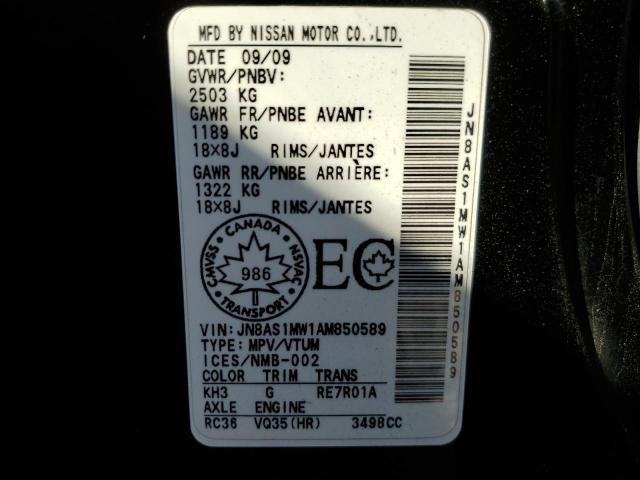 MFD BY NISSAN MOTOR CO.,LTD.
DATE 09/09
GVWR/PNBV:
2503 KG
GAWR FR/PNBE AVANT:
1189 KG
18×8J RIMS/JANTES
GAWR RR/PNBE ARRIÈRE:
1322 KG
18×8J RIMS/JANTES
CANADA
CMVSS 986 NSVAC
TRANSPORT
EC
VIN: JN8AS1MW1AM850589
TYPE: MPV/VTUM
ICES/NMB-002
COLOR TRIM TRANS
KH3 G RE7R01A
AXLE ENGINE
RC36 VQ35(HR) 3498CC
JN8AS1MW1AM850589